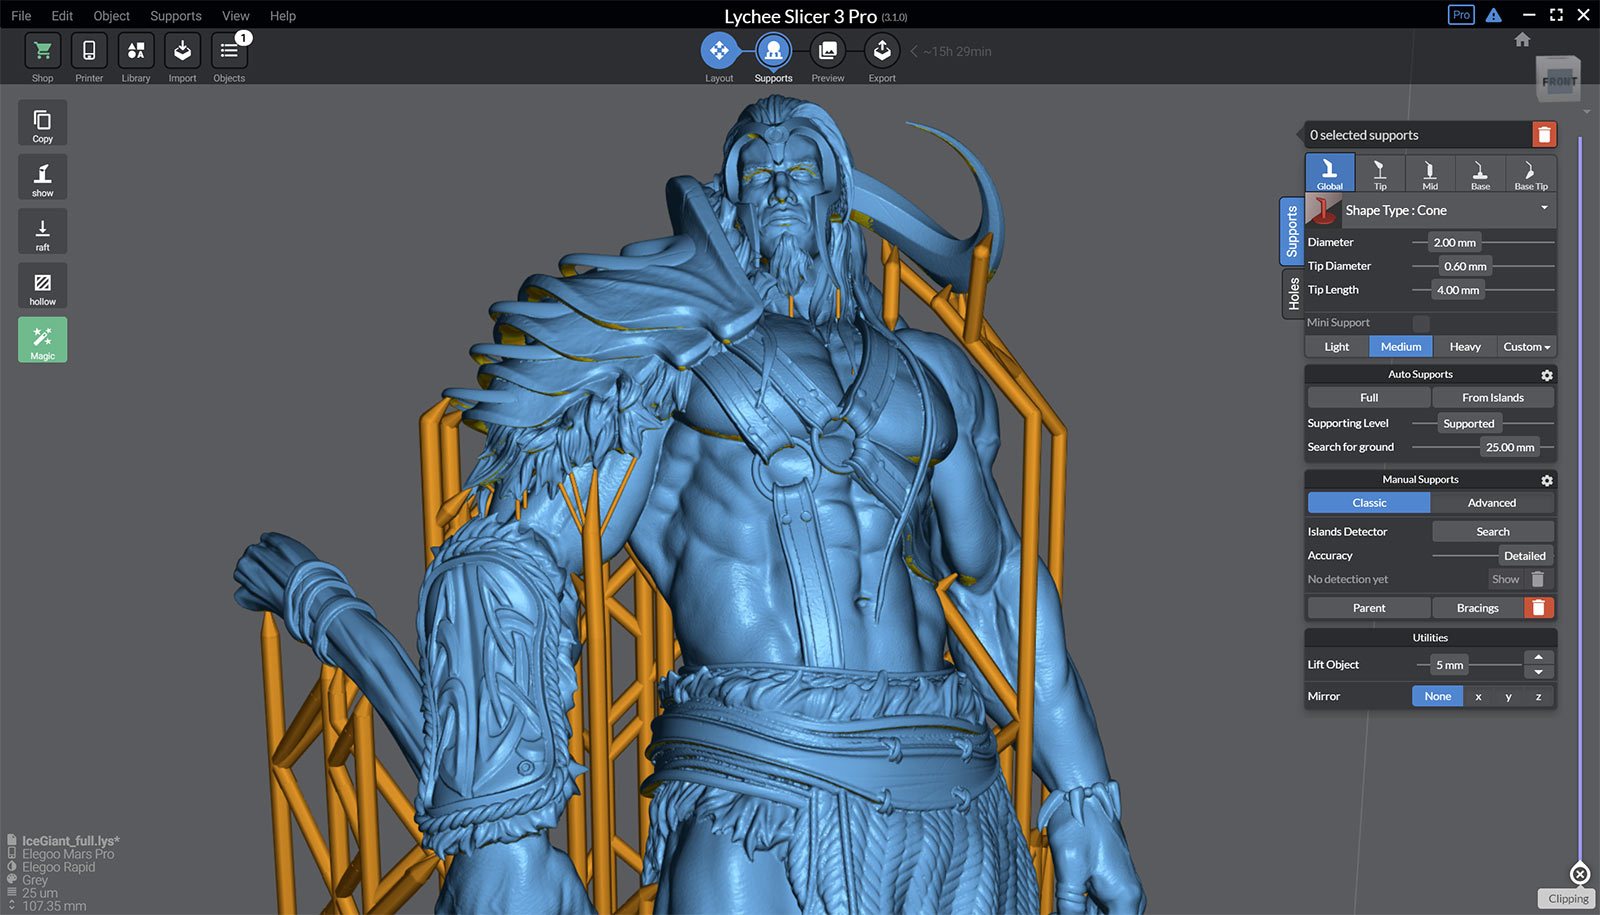 File Edit Object Supports View Help
Lychee Slicer 3 Pro (3.1.0)
Pro
Shop Printer Library Import Objects
1
Layout Supports Preview Export
~15h 29min
FRONT
Copy
show
raft
hollow
Magic
0 selected supports
Global Tip Mid Base Base Tip
Supports
Holes
Shape Type : Cone
Diameter 2.00 mm
Tip Diameter 0.60 mm
Tip Length 4.00 mm
Mini Support
Light Medium Heavy Custom
Auto Supports
Full From Islands
Supporting Level Supported
Search for ground 25.00 mm
Manual Supports
Classic Advanced
Islands Detector Search
Accuracy Detailed
No detection yet Show
Parent Bracings
Utilities
Lift Object 5 mm
Mirror None x y z
IceGiant_full.lys*
Elegoo Mars Pro
Elegoo Rapid
Grey
25 um
107.35 mm
Clipping